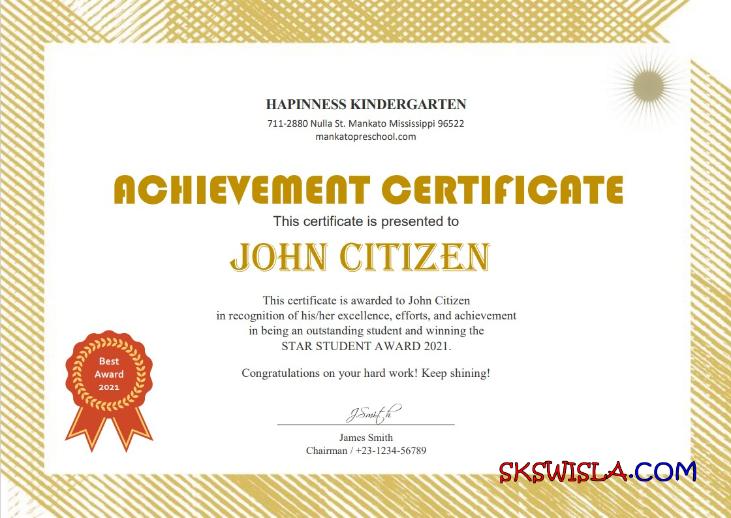 HAPINNESS KINDERGARTEN
711-2880 Nulla St. Mankato Mississippi 96522
mankatopreschool.com
ACHIEVEMENT CERTIFICATE
This certificate is presented to
JOHN CITIZEN
This certificate is awarded to John Citizen
in recognition of his/her excellence, efforts, and achievement
in being an outstanding student and winning the
STAR STUDENT AWARD 2021.
Congratulations on your hard work! Keep shining!
Best
Award
2021
J.Smith
James Smith
Chairman / +23-1234-56789
SKSWISLA.COM